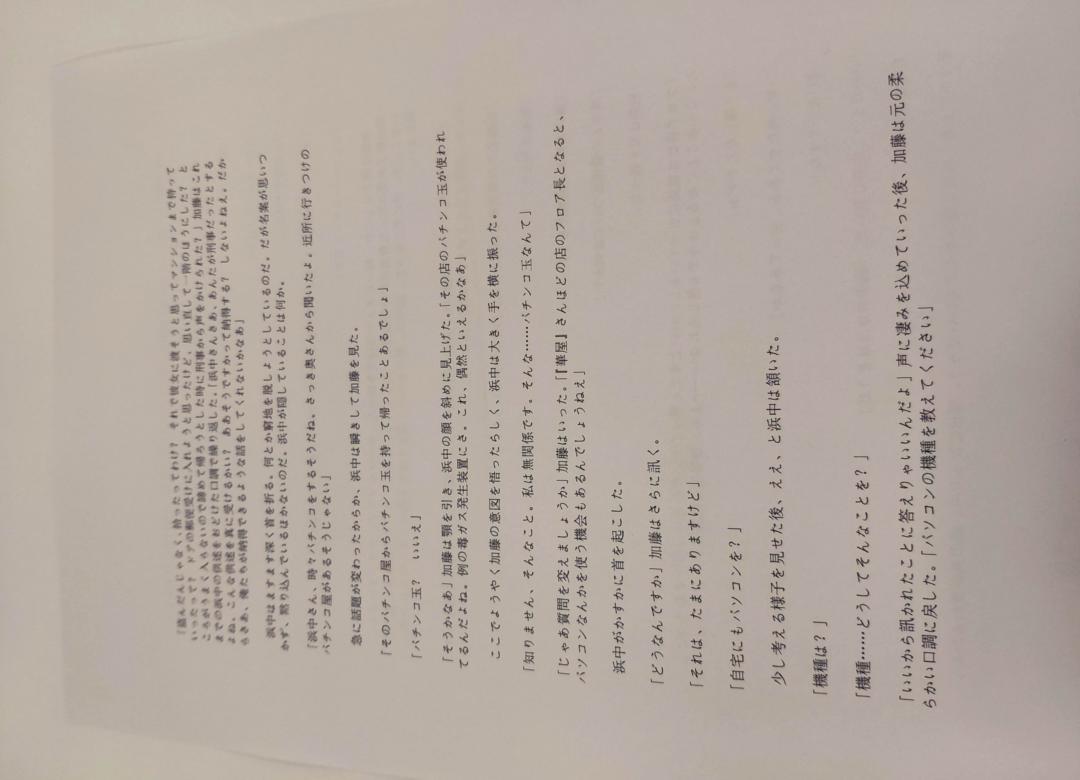 「盗んだんじゃなく、拾ったってわけ? それで彼女に渡そうと思ってマンションまで持って
いったって? ドアの郵便受けに入れようと思ったけど、思い直して一階のほうにした? と
ころがうまく入らないので諦めて帰ろうとした時に刑事から声をかけられた?」加藤はこれ
までの浜中の供述をおどけた口調で繰り返した。「浜中さんさあ、あんたが刑事だったとする
よね。こんな供述を真に受けるかい? ああそうですかって納得する? しないよねえ。だか
らさあ、俺たちが納得できるような話をしてくれないかなあ」
浜中はますます深く首を折る。何とか窮地を脱しようとしているのだ。だが名案が思いつ
かず、黙り込んでいるほかないのだ。浜中が隠していることは何か。
「浜中さん、時々パチンコをするそうだね。さっき奥さんから聞いたよ。近所に行きつけの
パチンコ屋があるそうじゃない」
急に話題が変わったからか、浜中は瞬きして加藤を見た。
「そのパチンコ屋からパチンコ玉を持って帰ったことあるでしょ」
「パチンコ玉? いいえ」
「そうかなあ」加藤は顎を引き、浜中の顔を斜めに見上げた。「その店のパチンコ玉が使われ
てるんだよね。例の毒ガス発生装置にさ。これ、偶然といえるかなあ」
ここでようやく加藤の意図を悟ったらしく、浜中は大きく手を横に振った。
「知りません、そんなこと。私は無関係です。そんな……パチンコ玉なんて」
「じゃあ質問を変えましょうか」加藤はいった。「『華屋』さんほどの店のフロア長となると、
パソコンなんかを使う機会もあるんでしょうねえ」
浜中がかすかに首を起こした。
「どうなんですか」加藤はさらに訊く。
「それは、たまにありますけど」
「自宅にもパソコンを?」
少し考える様子を見せた後、ええ、と浜中は頷いた。
「機種は?」
「機種……どうしてそんなことを?」
「いいから訊かれたことに答えりゃいいんだよ」声に凄みを込めていった後、加藤は元の柔
らかい口調に戻した。「パソコンの機種を教えてください」